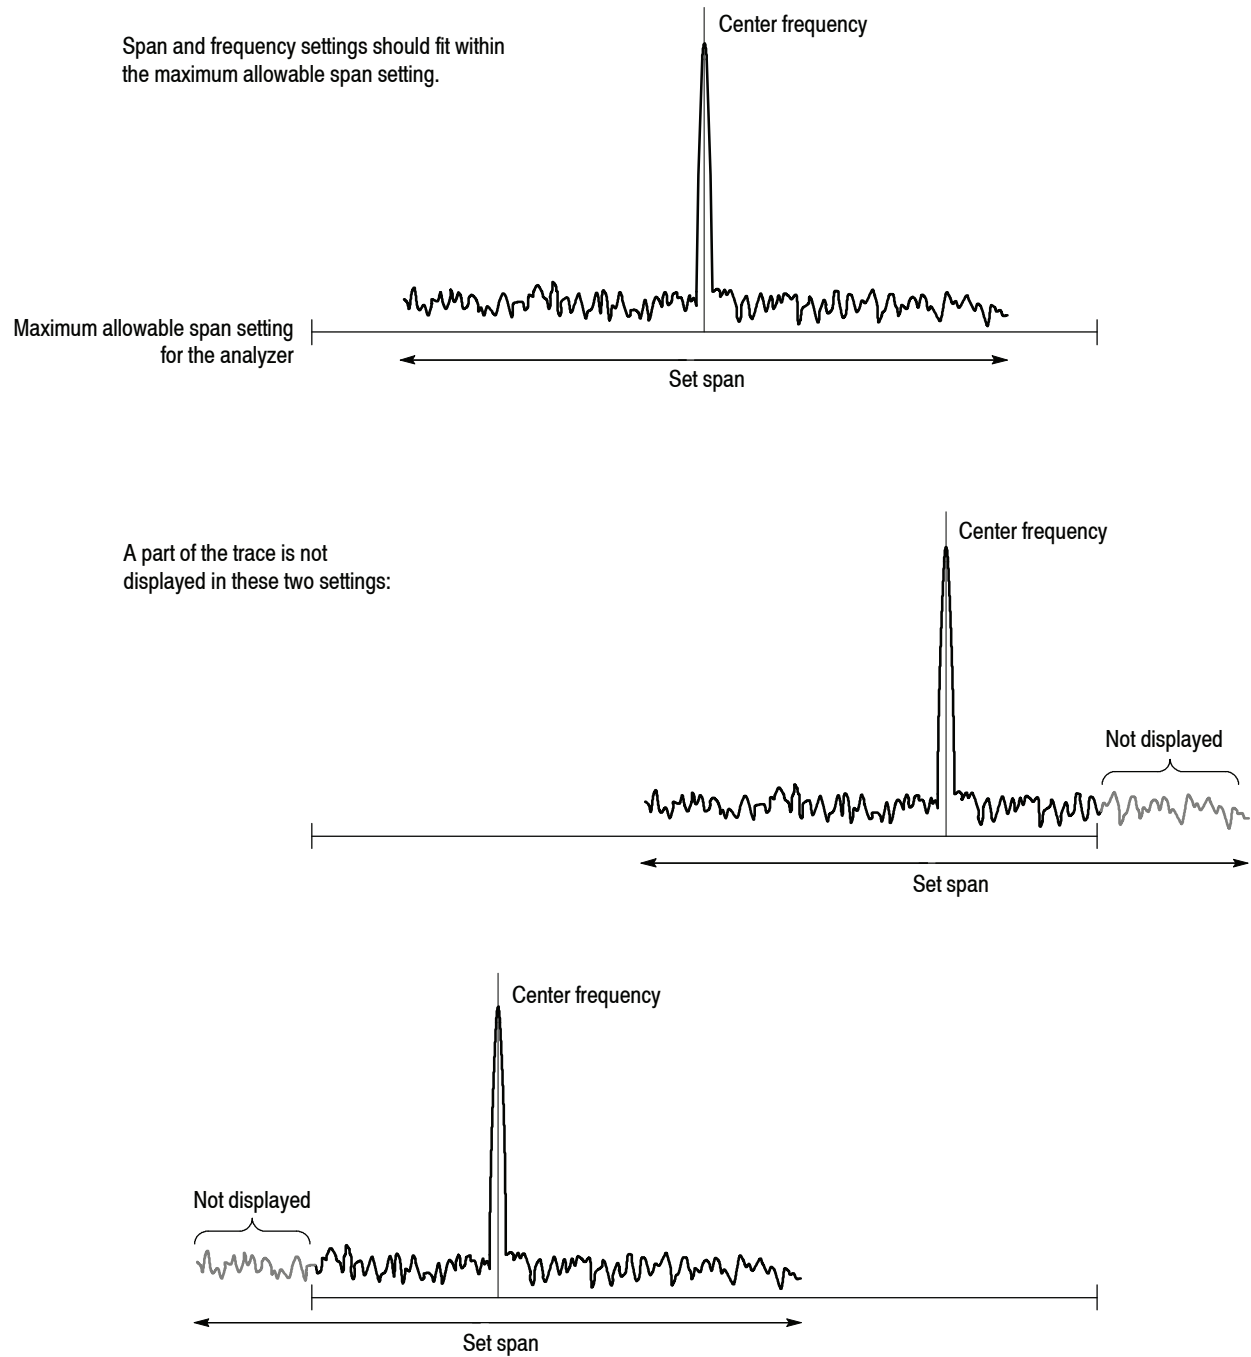 Center frequency
Span and frequency settings should fit within
the maximum allowable span setting.
Maximum allowable span setting
for the analyzer
Set span
Center frequency
A part of the trace is not
displayed in these two settings:
Not displayed
Set span
Center frequency
Not displayed
Set span